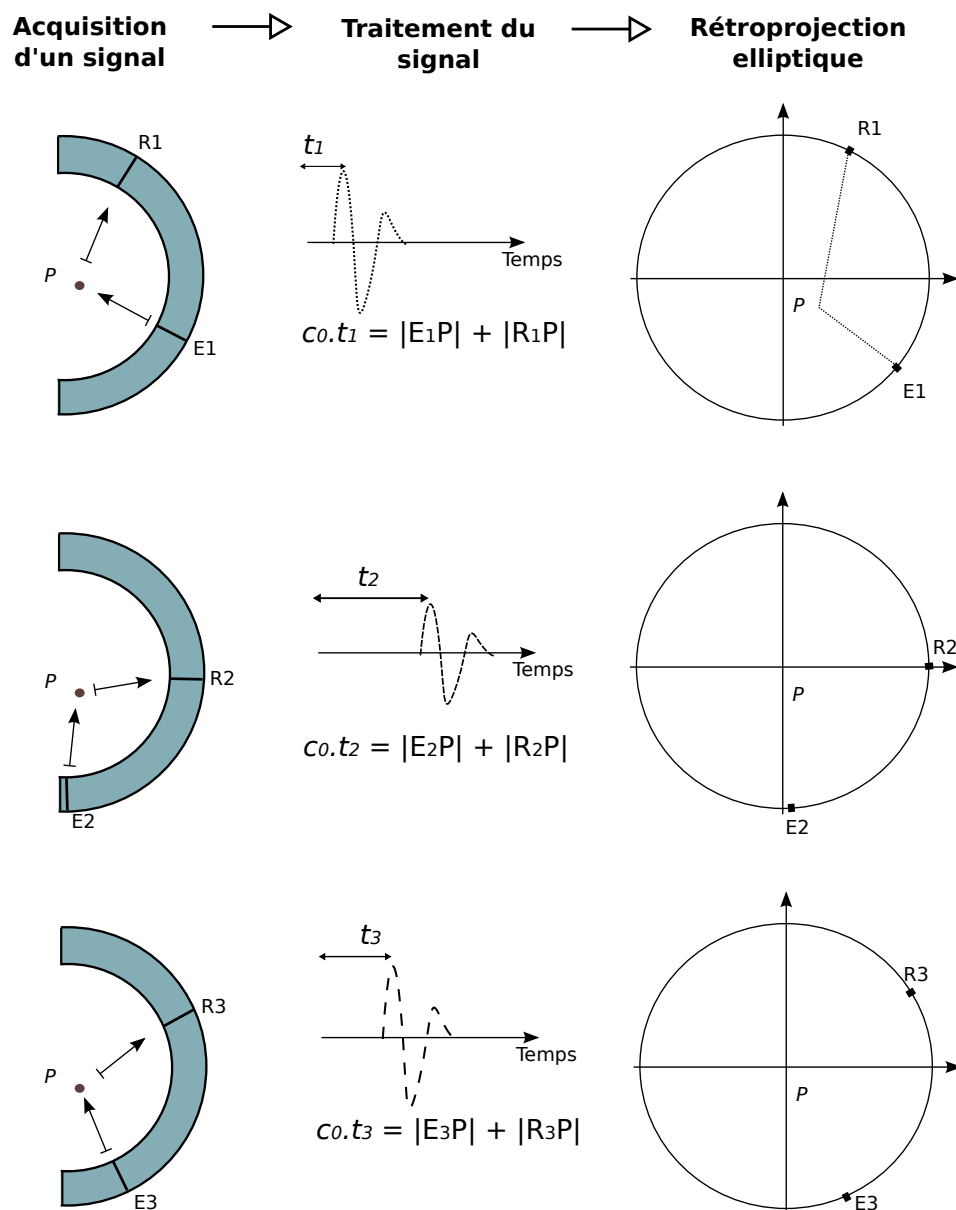 Acquisition
d'un signal
Traitement du
signal
Rétroprojection
elliptique
R1
P
E1
t1
Temps
c0.t1 = |E1P| + |R1P|
R1
P
E1
P
R2
E2
t2
Temps
c0.t2 = |E2P| + |R2P|
R2
P
E2
R3
P
E3
t3
Temps
c0.t3 = |E3P| + |R3P|
R3
P
E3